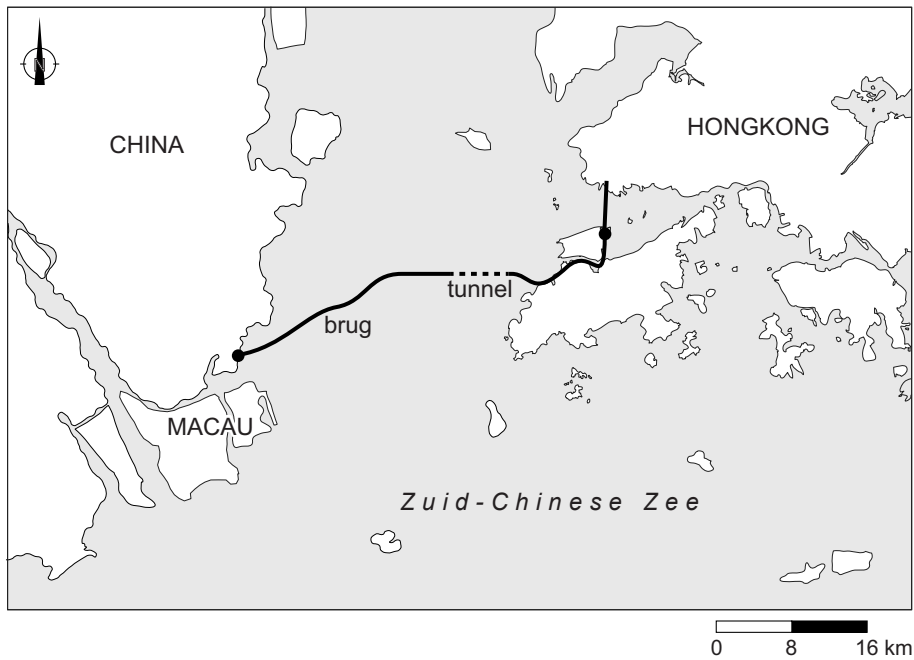 N
CHINA
HONGKONG
tunnel
brug
MACAU
Zuid-Chinese Zee
0 8 16 km